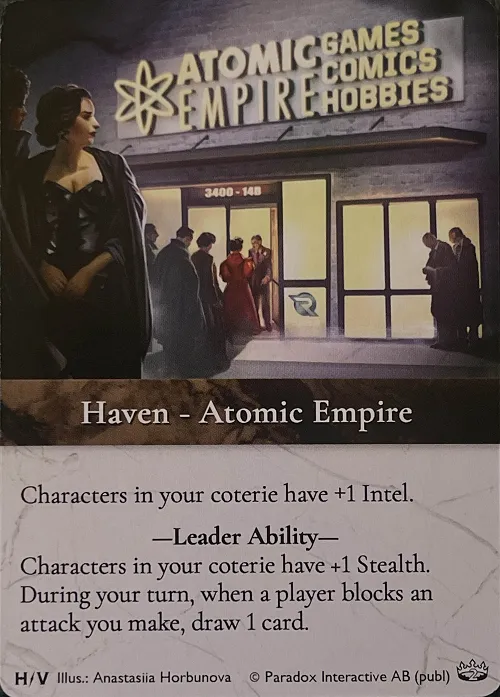 ATOMIC GAMES
EMPIRE COMICS
HOBBIES
3400 - 14B
Haven - Atomic Empire
Characters in your coterie have +1 Intel.
—Leader Ability—
Characters in your coterie have +1 Stealth.
During your turn, when a player blocks an
attack you make, draw 1 card.
H/V Illus.: Anastasiia Horbunova © Paradox Interactive AB (publ) 2